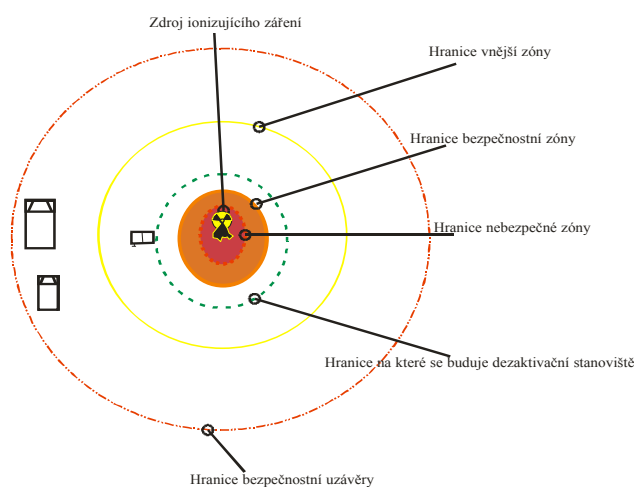 Zdroj ionizujícího záření
Hranice vnější zóny
Hranice bezpečnostní zóny
Hranice nebezpečné zóny
Hranice na které se buduje dezaktivační stanoviště
Hranice bezpečnostní uzávěry